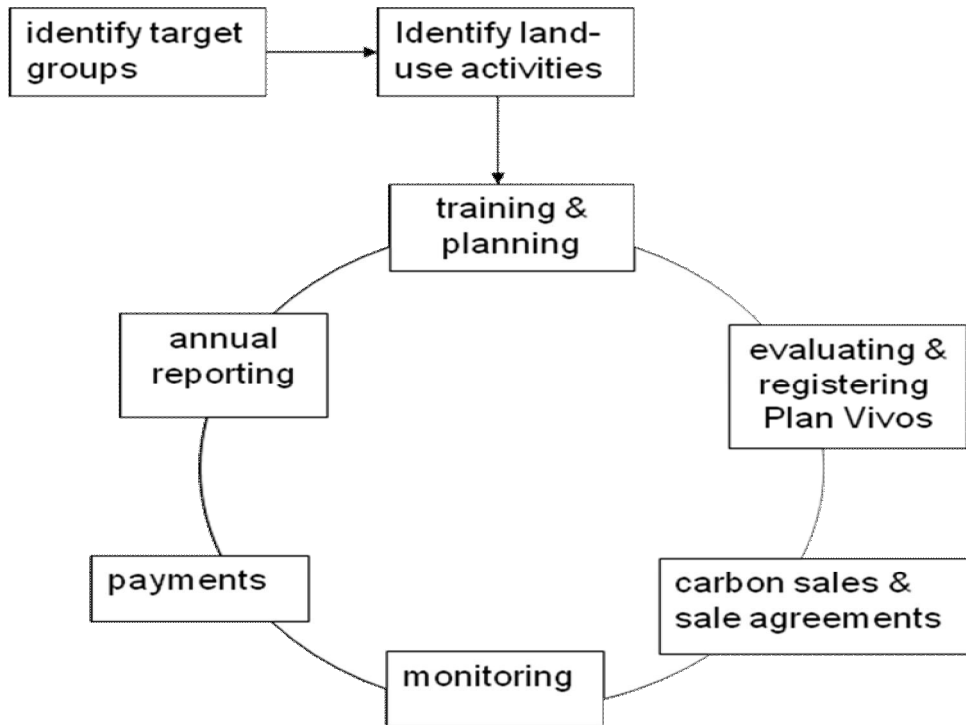 identify target
groups
Identify land-
use activities
training &
planning
evaluating &
registering
Plan Vivos
carbon sales &
sale agreements
monitoring
payments
annual
reporting